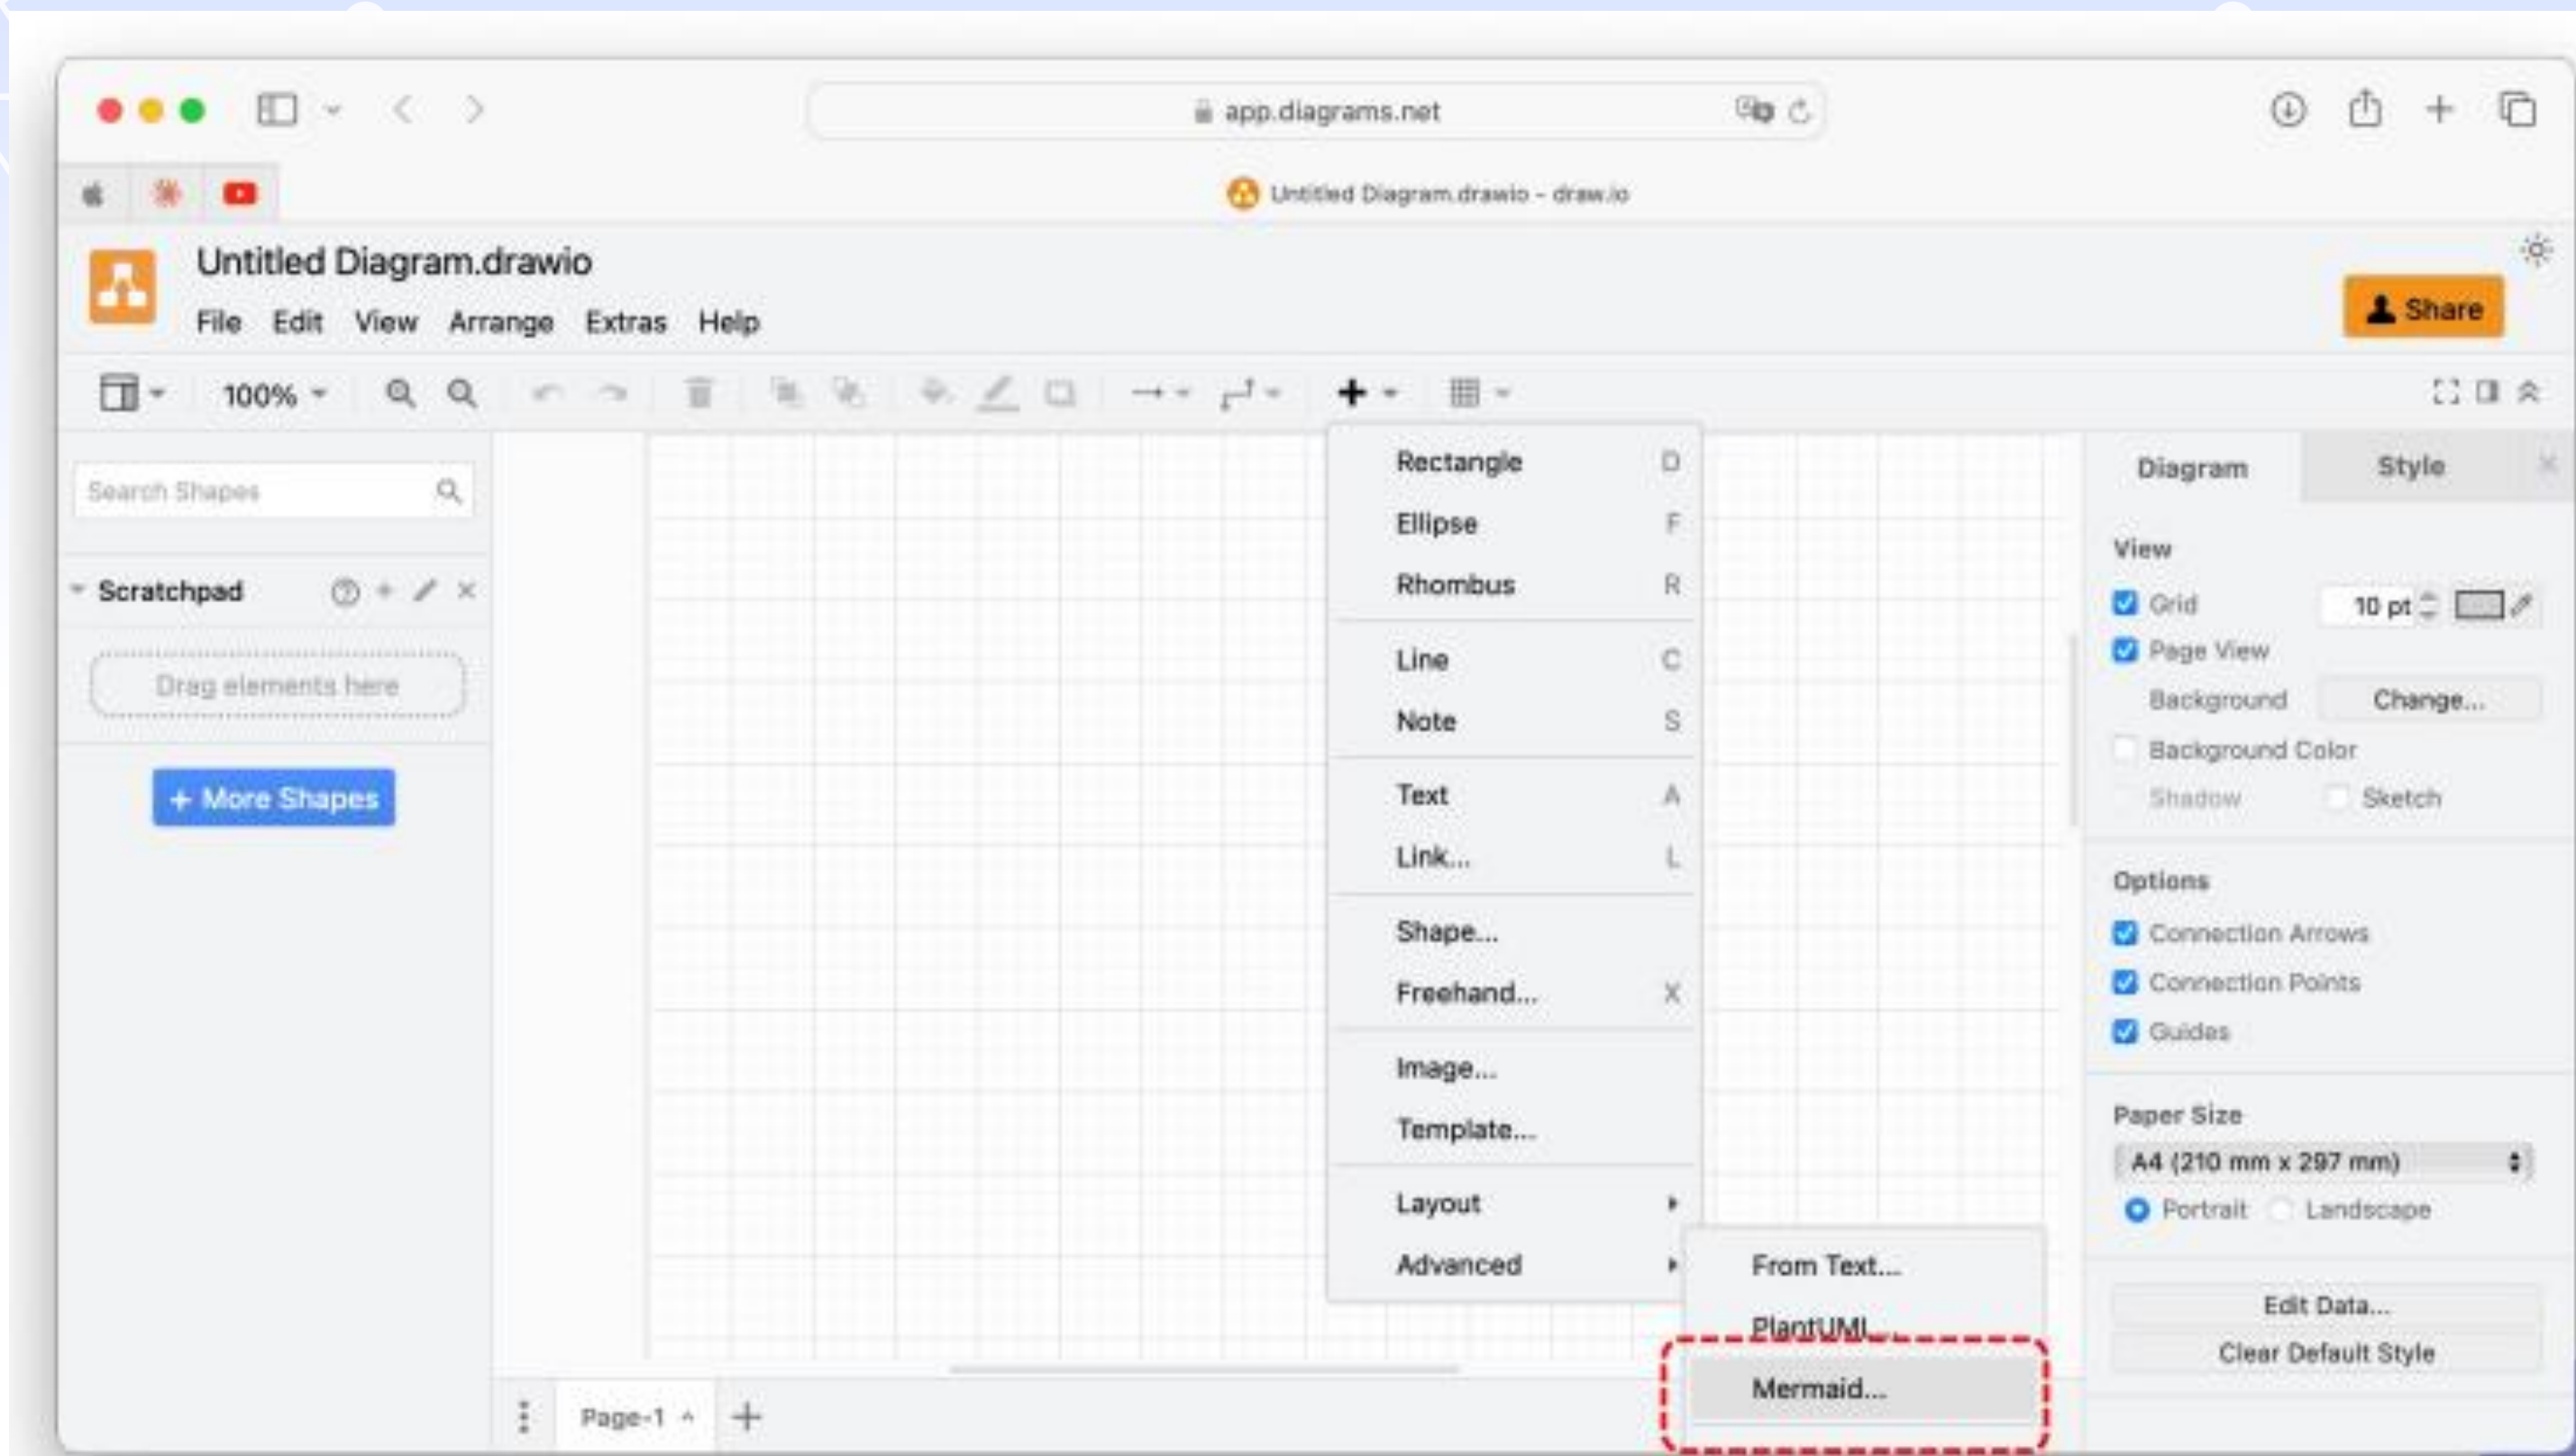 app.diagrams.net
Untitled Diagram.drawio - draw.io
Untitled Diagram.drawio
File Edit View Arrange Extras Help
Share
100%
Search Shapes
Scratchpad
Drag elements here
+ More Shapes
Rectangle D
Ellipse F
Rhombus R
Line C
Note S
Text A
Link... L
Shape...
Freehand... X
Image...
Template...
Layout
Advanced
From Text...
PlantUML...
Mermaid...
Diagram Style
View
Grid 10 pt
Page View
Background Change...
Background Color
Shadow Sketch
Options
Connection Arrows
Connection Points
Guides
Paper Size
A4 (210 mm x 297 mm)
Portrait Landscape
Edit Data...
Clear Default Style
Page-1